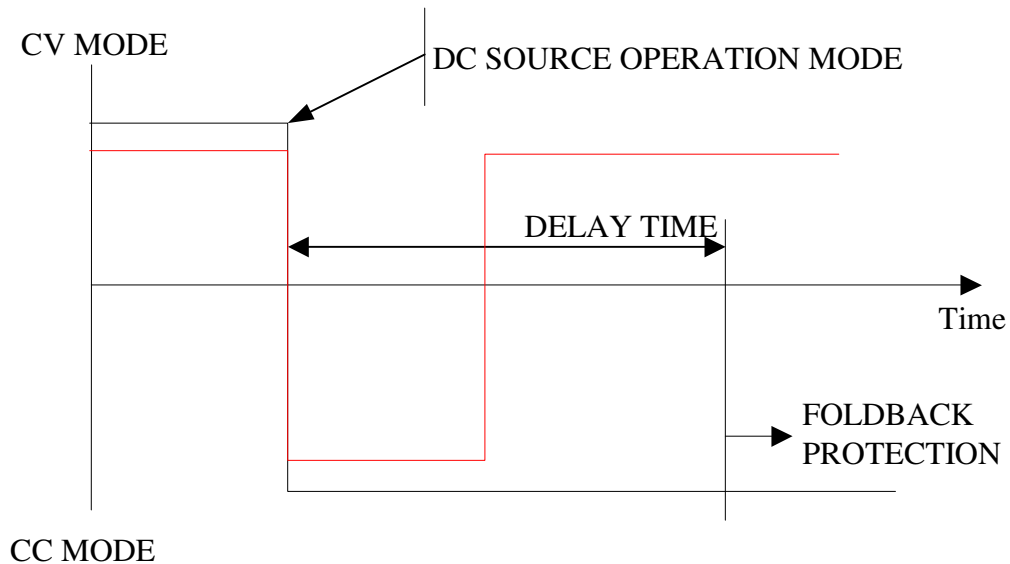 CV MODE
DC SOURCE OPERATION MODE
DELAY TIME
Time
FOLDBACK
PROTECTION
CC MODE